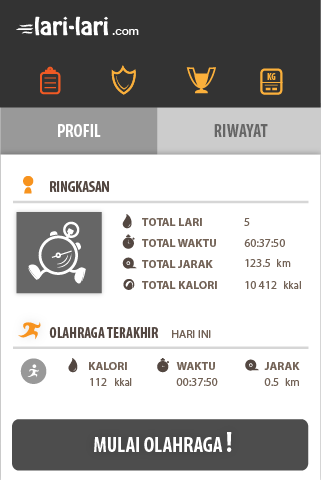 lari-lari .com
KG
PROFIL RIWAYAT
RINGKASAN
TOTAL LARI 5
TOTAL WAKTU 60:37:50
TOTAL JARAK 123.5 km
TOTAL KALORI 10 412 kkal
OLAHRAGA TERAKHIR HARI INI
KALORI WAKTU JARAK
112 kkal 00:37:50 0.5 km
MULAI OLAHRAGA !